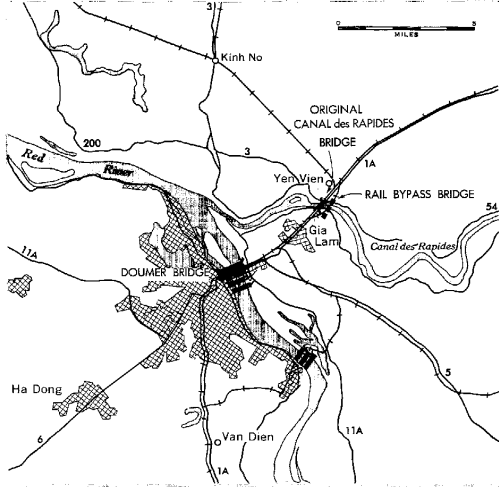 3
0
5
MILES
Kinh No
ORIGINAL
CANAL des RAPIDES
BRIDGE
200
3
1A
Red
River
Yen Vien
RAIL BYPASS BRIDGE
54
Gia
Lam
Canal des Rapides
11A
DOUMER BRIDGE
5
Ha Dong
6
Van Dien
11A
1A